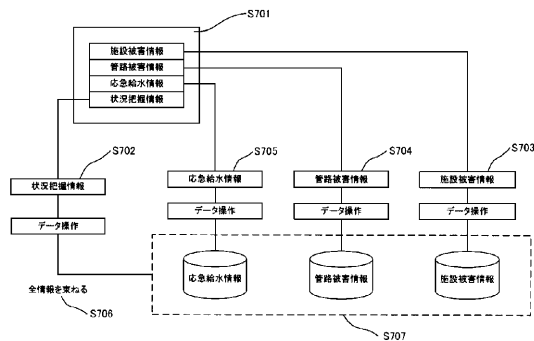 S701
施設被害情報
管路被害情報
応急給水情報
状況把握情報
S702
S705
S704
S703
状況把握情報
応急給水情報
管路被害情報
施設被害情報
データ操作
データ操作
データ操作
データ操作
応急給水情報
管路被害情報
施設被害情報
全情報を束ねる
S706
S707